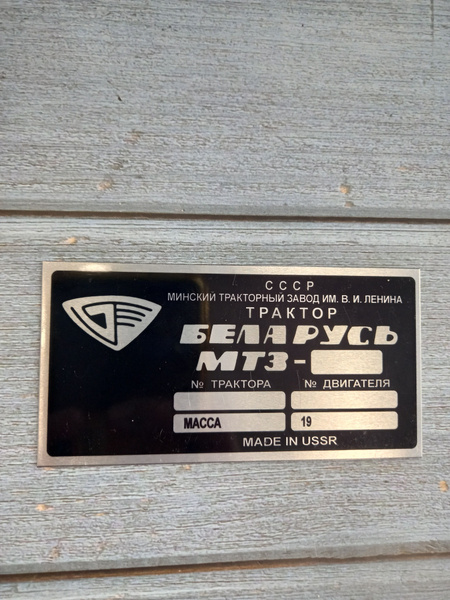 СССР
МИНСКИЙ ТРАКТОРНЫЙ ЗАВОД ИМ. В. И. ЛЕНИНА
ТРАКТОР
БЕЛАРУСЬ
МТЗ-
№ ТРАКТОРА № ДВИГАТЕЛЯ
МАССА 19
MADE IN USSR